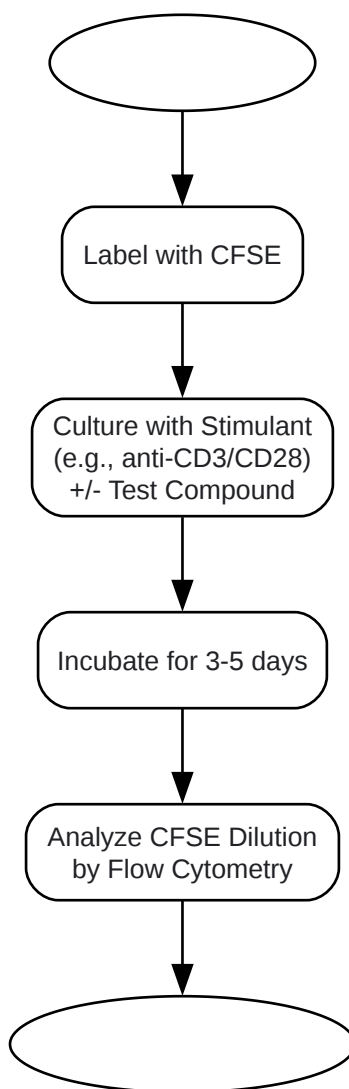 Label with CFSE
Culture with Stimulant
(e.g., anti-CD3/CD28)
+/- Test Compound
Incubate for 3-5 days
Analyze CFSE Dilution
by Flow Cytometry